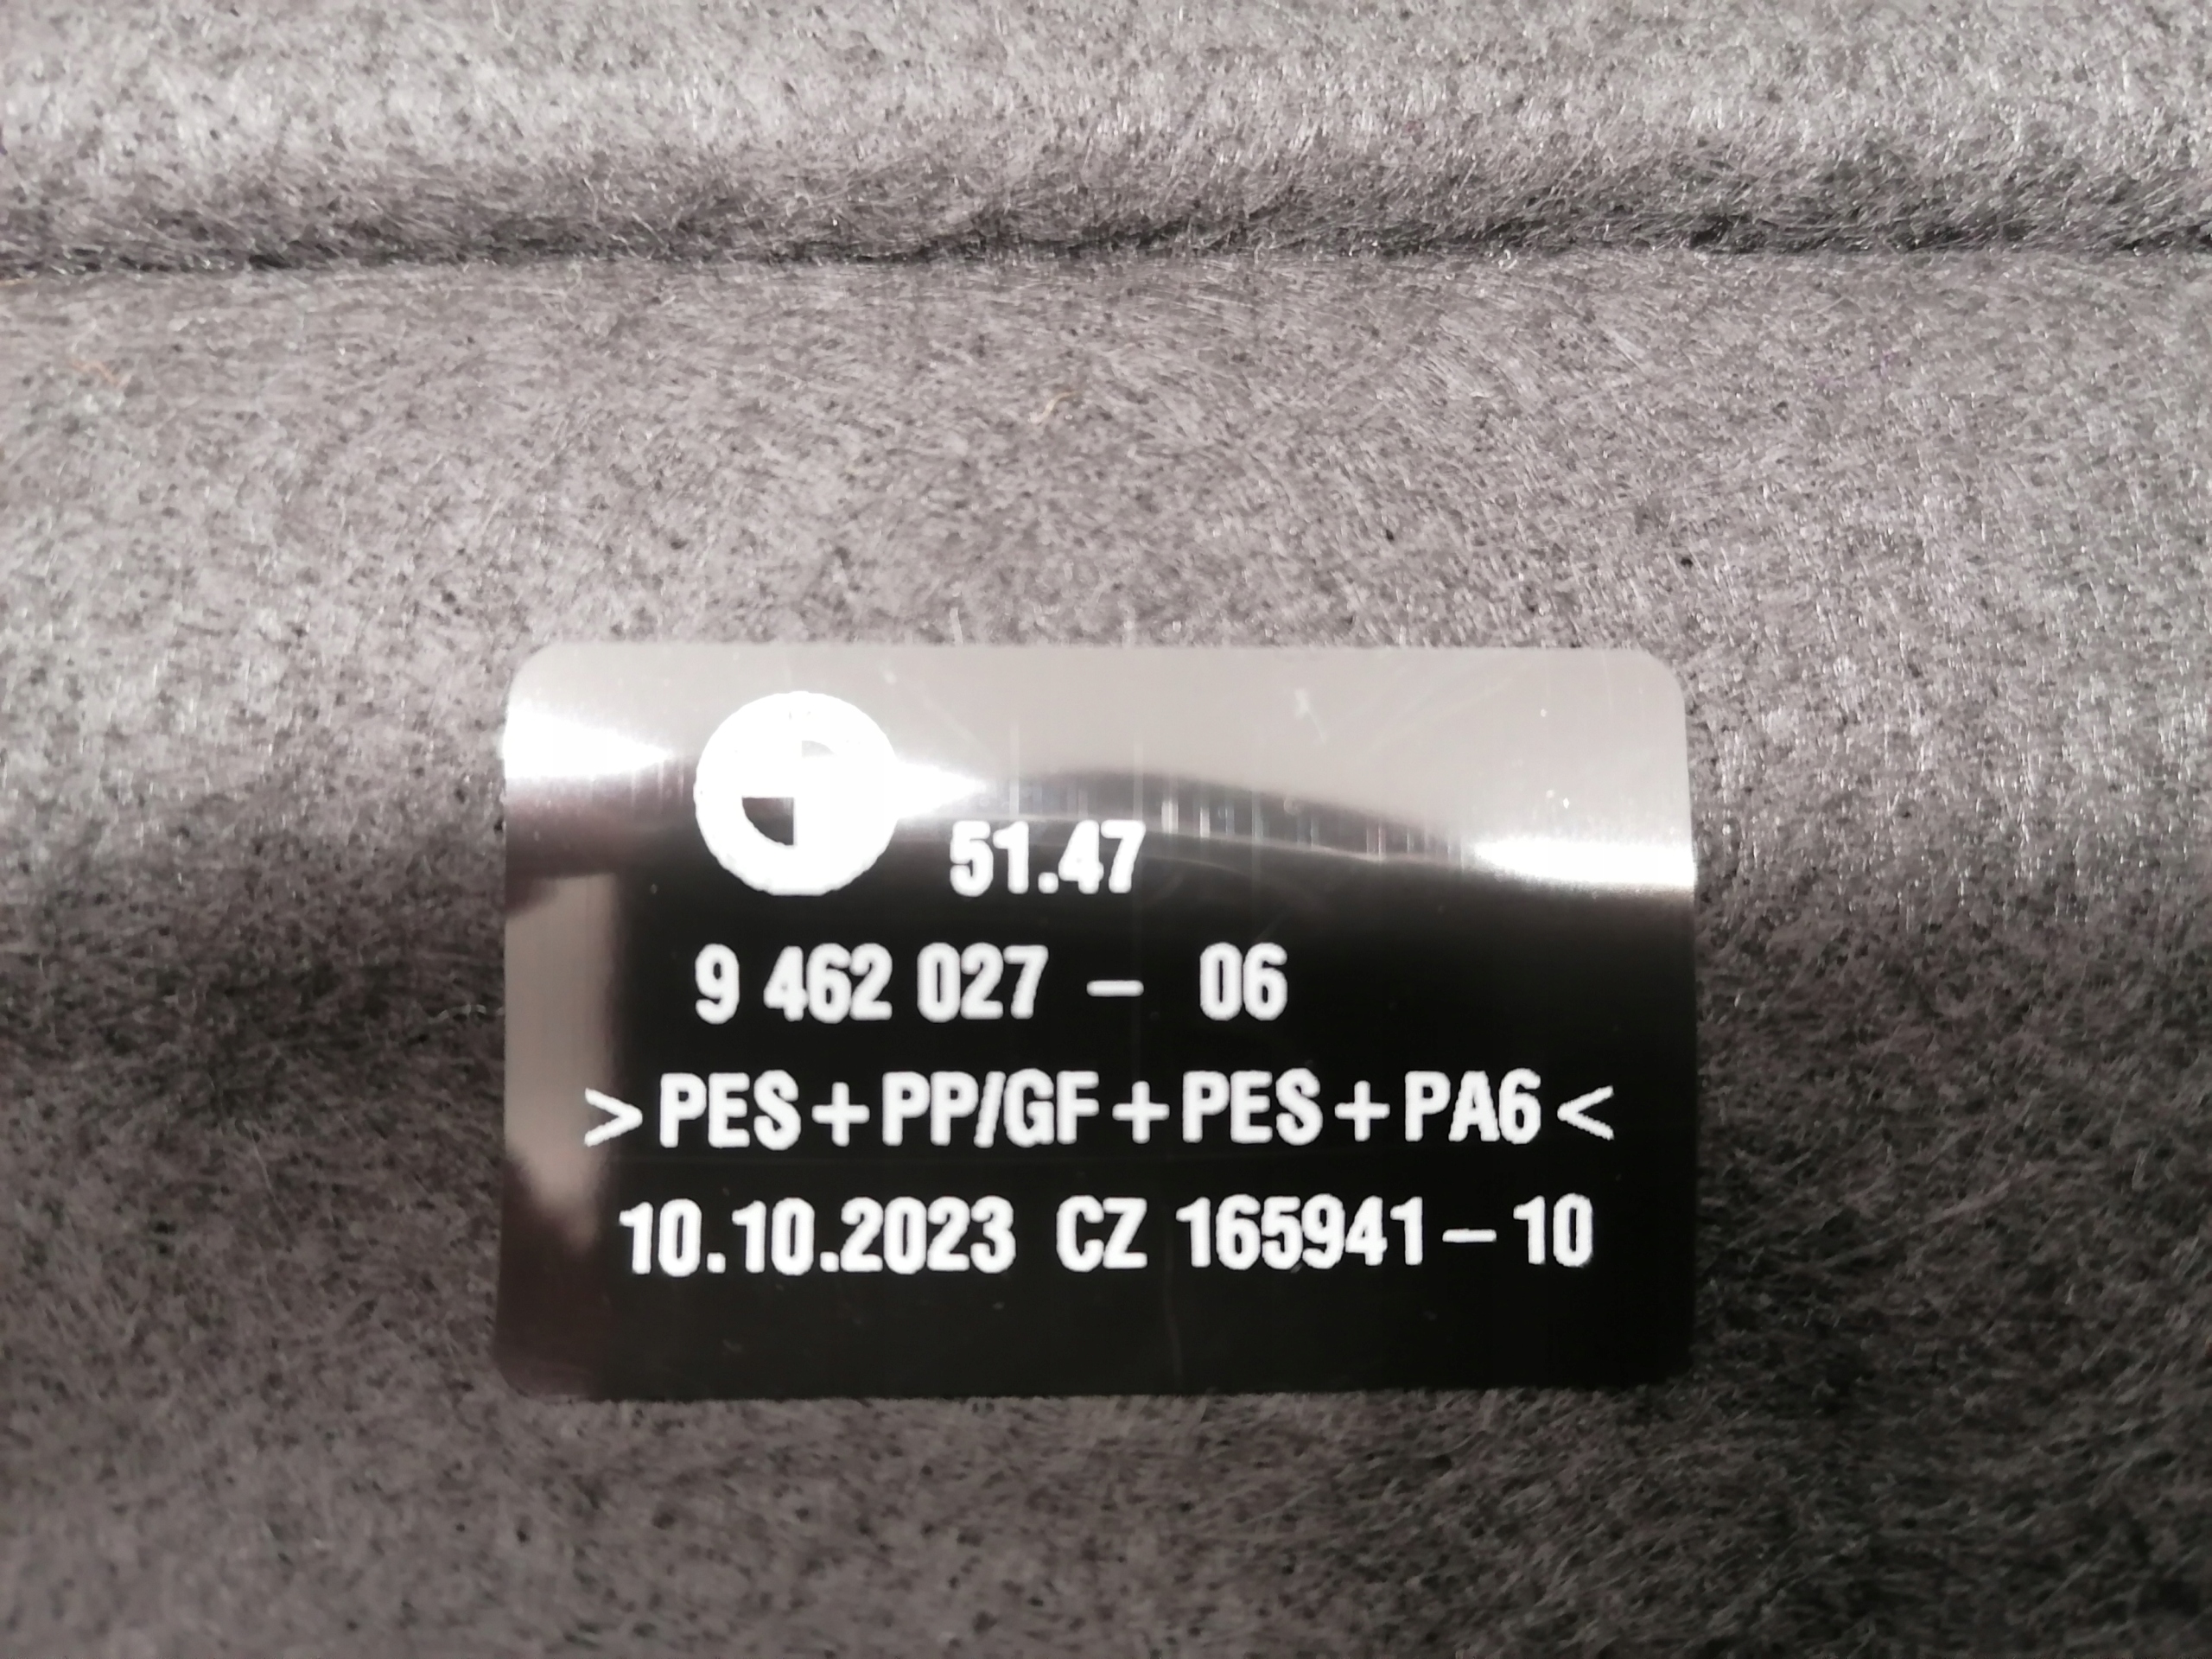 51.47
9 462 027 – 06
>PES+PP/GF+PES+PA6<
10.10.2023 CZ 165941–10